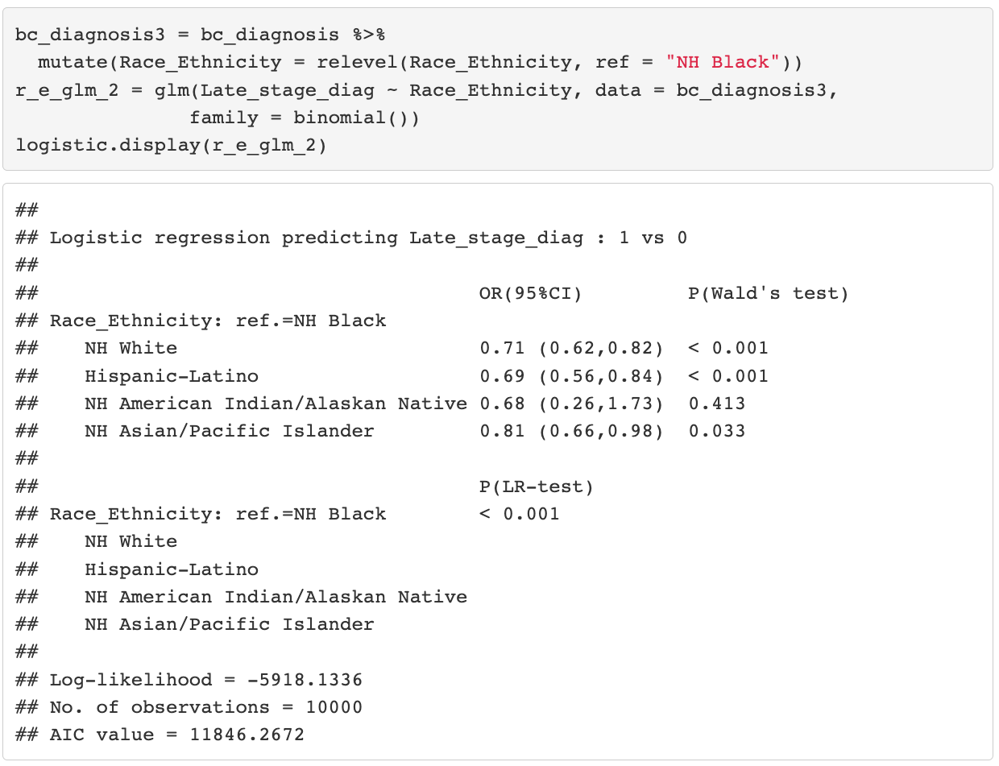 bc_diagnosis3 = bc_diagnosis %>%
  mutate(Race_Ethnicity = relevel(Race_Ethnicity, ref = "NH Black"))
r_e_glm_2 = glm(Late_stage_diag ~ Race_Ethnicity, data = bc_diagnosis3,
               family = binomial())
logistic.display(r_e_glm_2)
##
## Logistic regression predicting Late_stage_diag : 1 vs 0
##
##                                      OR(95%CI)         P(Wald's test)
## Race_Ethnicity: ref.=NH Black
##    NH White                          0.71 (0.62,0.82)  < 0.001
##    Hispanic-Latino                   0.69 (0.56,0.84)  < 0.001
##    NH American Indian/Alaskan Native 0.68 (0.26,1.73)  0.413
##    NH Asian/Pacific Islander         0.81 (0.66,0.98)  0.033
##
##                                      P(LR-test)
## Race_Ethnicity: ref.=NH Black        < 0.001
##    NH White
##    Hispanic-Latino
##    NH American Indian/Alaskan Native
##    NH Asian/Pacific Islander
##
## Log-likelihood = -5918.1336
## No. of observations = 10000
## AIC value = 11846.2672